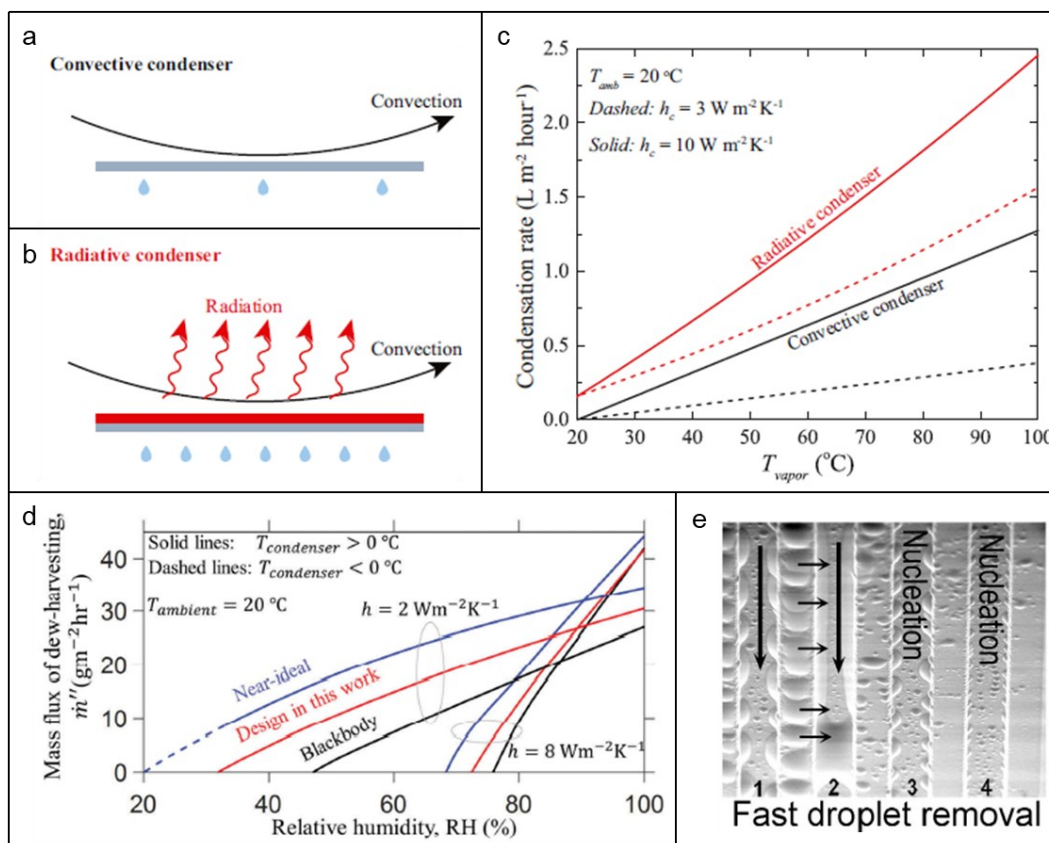 a
Convective condenser
Convection
b
Radiative condenser
Radiation
Convection
c
2.5
2.0
1.5
1.0
0.5
0.0
Condensation rate (L m⁻² hour⁻¹)
T_amb = 20 °C
Dashed: h_c = 3 W m⁻² K⁻¹
Solid: h_c = 10 W m⁻² K⁻¹
Radiative condenser
Convective condenser
20 30 40 50 60 70 80 90 100
T_vapor (°C)
d
Mass flux of dew-harvesting,
ṁ″(gm⁻²hr⁻¹)
40
30
20
10
0
Solid lines: T_condenser > 0 °C
Dashed lines: T_condenser < 0 °C
T_ambient = 20 °C
h = 2 Wm⁻²K⁻¹
Near-ideal
Design in this work
Blackbody
h = 8 Wm⁻²K⁻¹
20 40 60 80 100
Relative humidity, RH (%)
e
Nucleation
Nucleation
1 2 3 4
Fast droplet removal